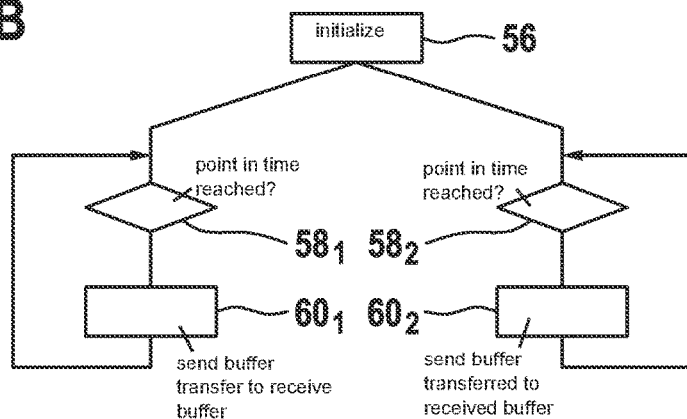 B
initialize
56
point in time
reached?
point in time
reached?
58₁
58₂
60₁
60₂
send buffer
transfer to receive
buffer
send buffer
transferred to
received buffer